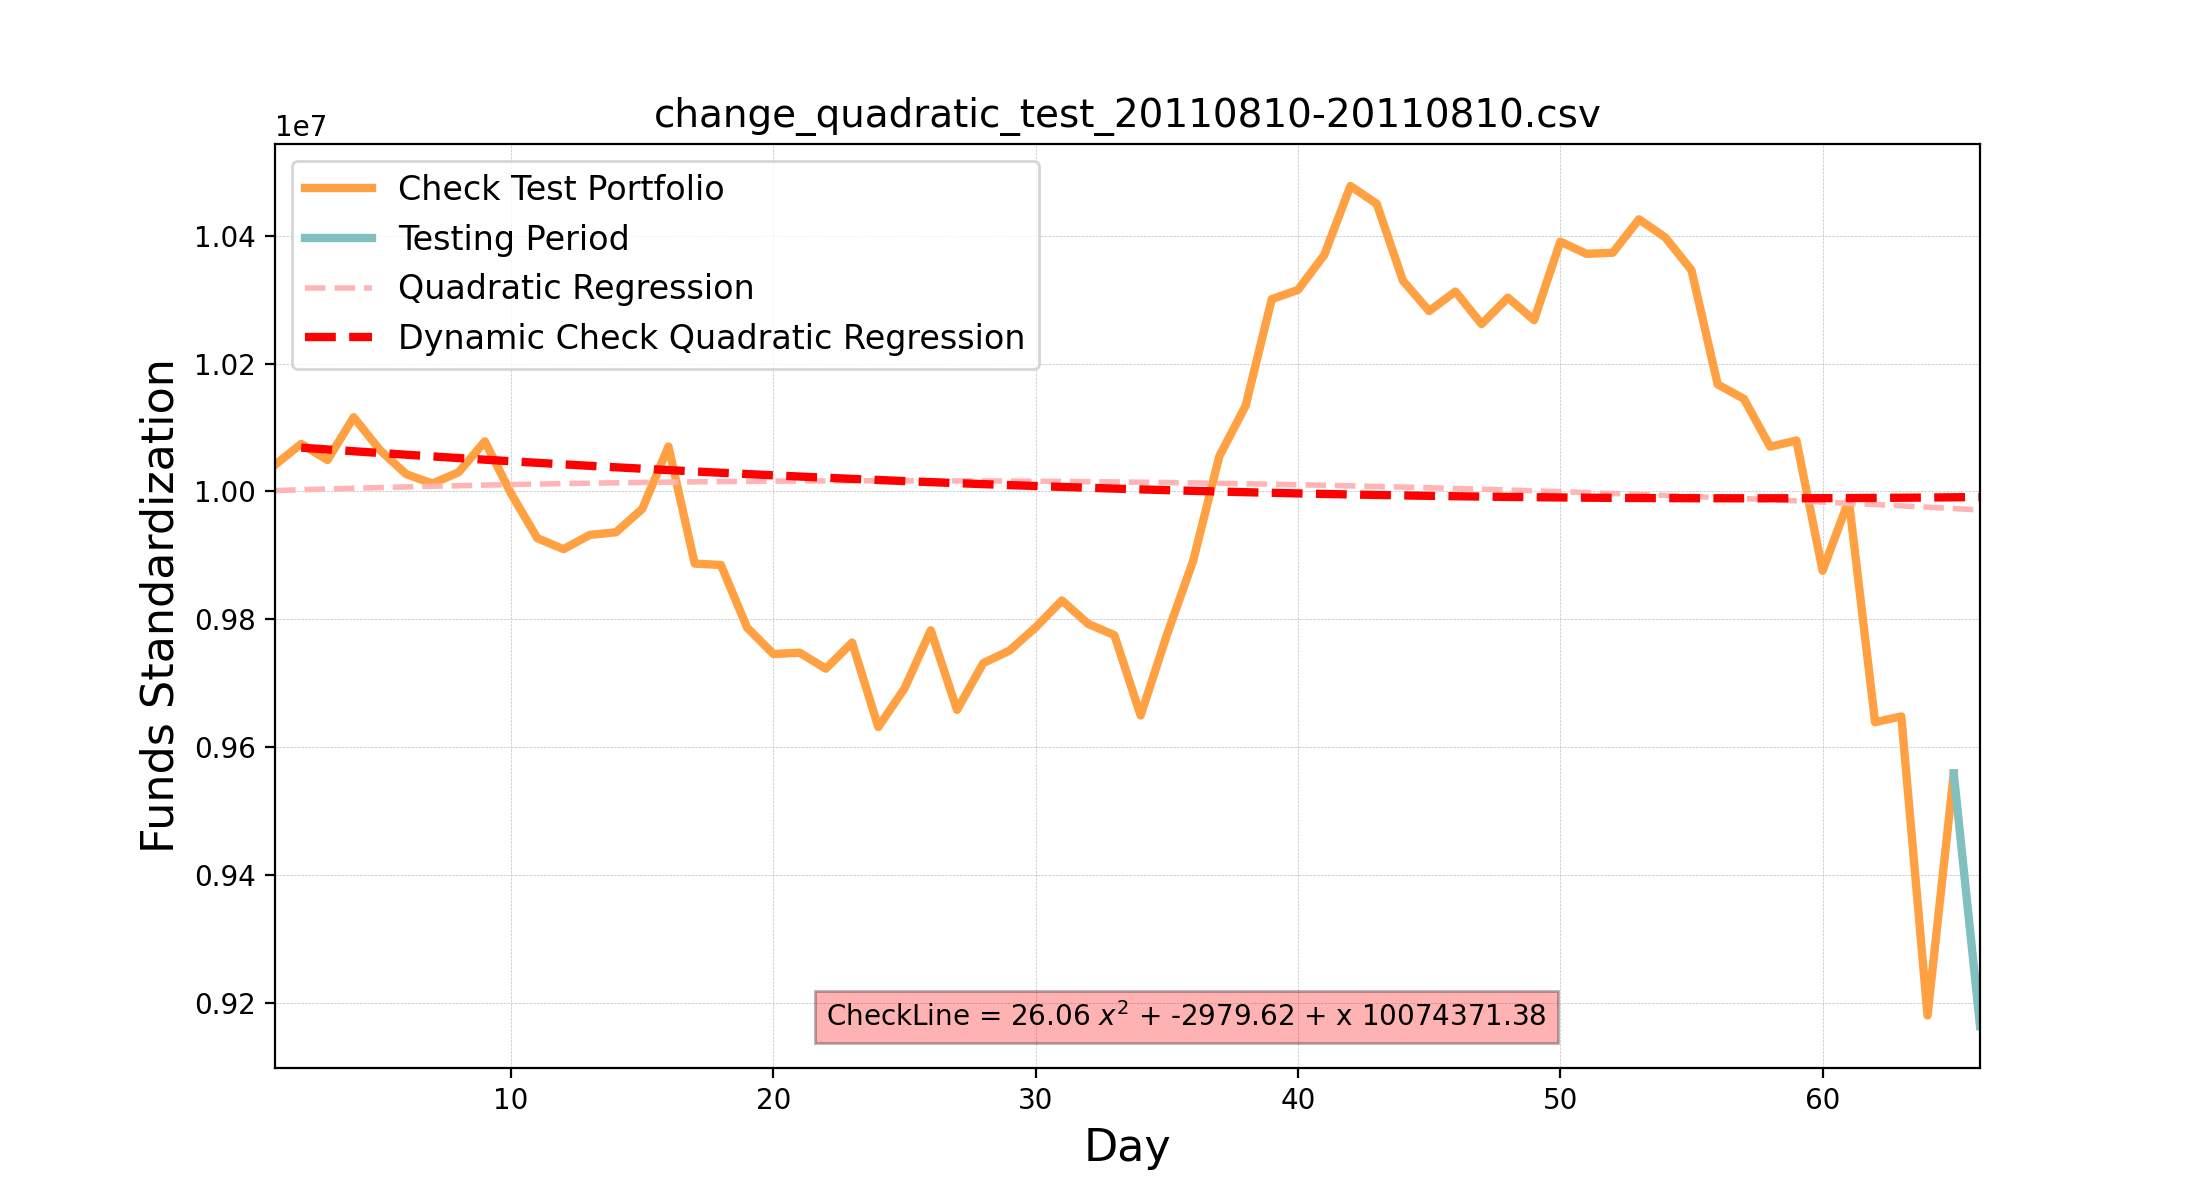 change_quadratic_test_20110810-20110810.csv
1e7
Check Test Portfolio
Testing Period
Quadratic Regression
Dynamic Check Quadratic Regression
1.04
1.02
1.00
0.98
0.96
0.94
0.92
Funds Standardization
CheckLine = 26.06 x² + -2979.62 + x 10074371.38
10 20 30 40 50 60
Day